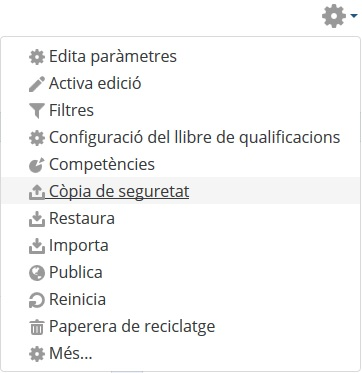 Edita paràmetres
Activa edició
Filtres
Configuració del llibre de qualificacions
Competències
Còpia de seguretat
Restaura
Importa
Publica
Reinicia
Paperera de reciclatge
Més...